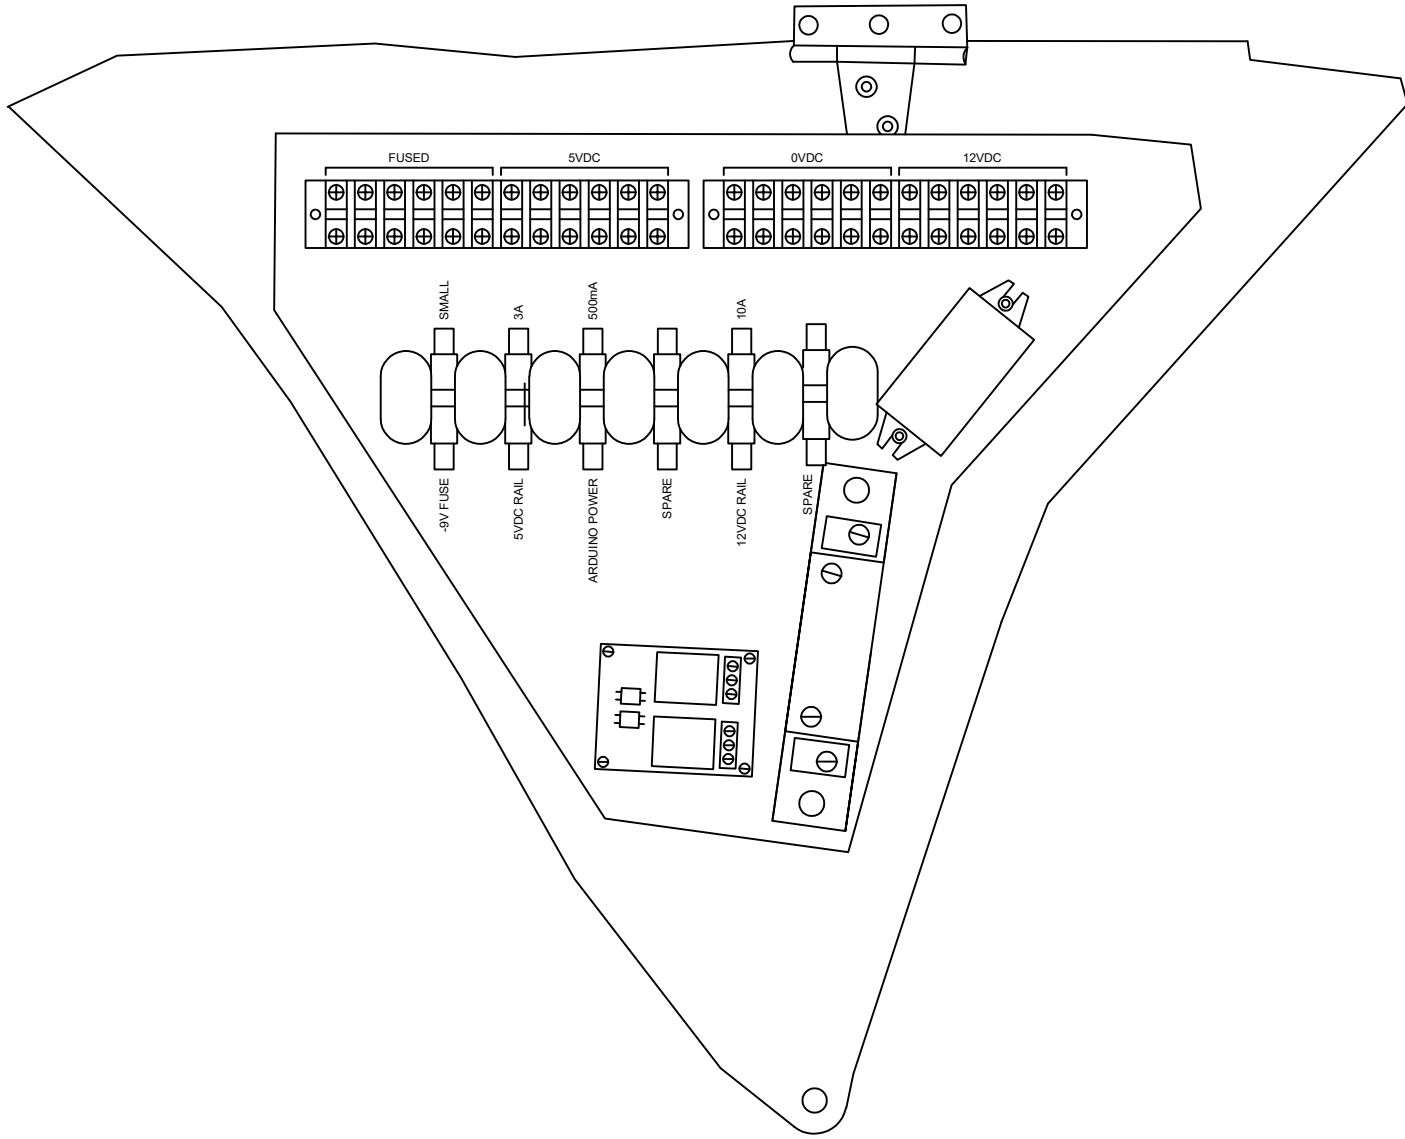 FUSED
5VDC
0VDC
12VDC
SMALL
3A
500mA
10A
-9V FUSE
5VDC RAIL
ARDUINO POWER
SPARE
12VDC RAIL
SPARE